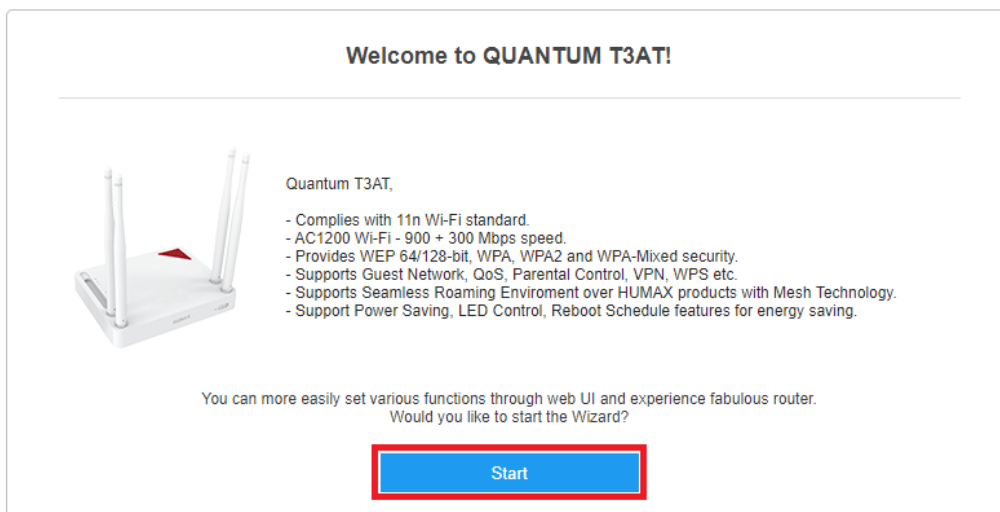 Welcome to QUANTUM T3AT!
Quantum T3AT,
- Complies with 11n Wi-Fi standard.
- AC1200 Wi-Fi - 900 + 300 Mbps speed.
- Provides WEP 64/128-bit, WPA, WPA2 and WPA-Mixed security.
- Supports Guest Network, QoS, Parental Control, VPN, WPS etc.
- Supports Seamless Roaming Enviroment over HUMAX products with Mesh Technology.
- Support Power Saving, LED Control, Reboot Schedule features for energy saving.
You can more easily set various functions through web UI and experience fabulous router.
Would you like to start the Wizard?
Start